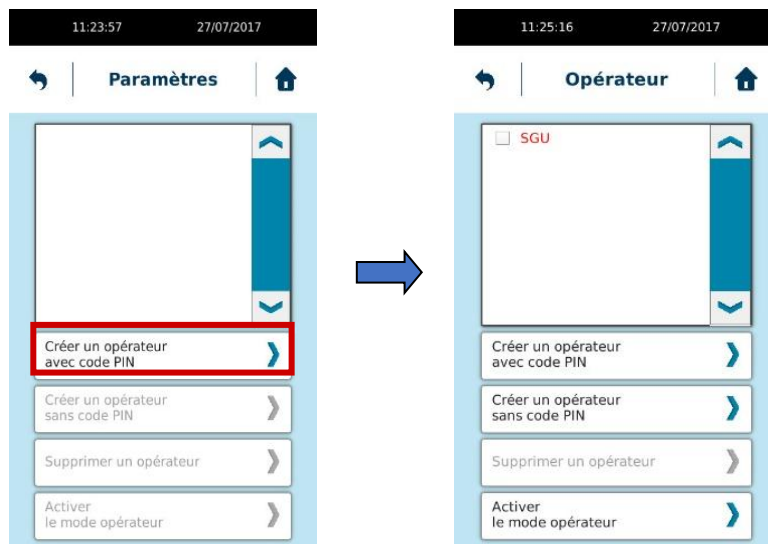 11:23:57 27/07/2017
Paramètres
Créer un opérateur
avec code PIN
Créer un opérateur
sans code PIN
Supprimer un opérateur
Activer
le mode opérateur
11:25:16 27/07/2017
Opérateur
SGU
Créer un opérateur
avec code PIN
Créer un opérateur
sans code PIN
Supprimer un opérateur
Activer
le mode opérateur